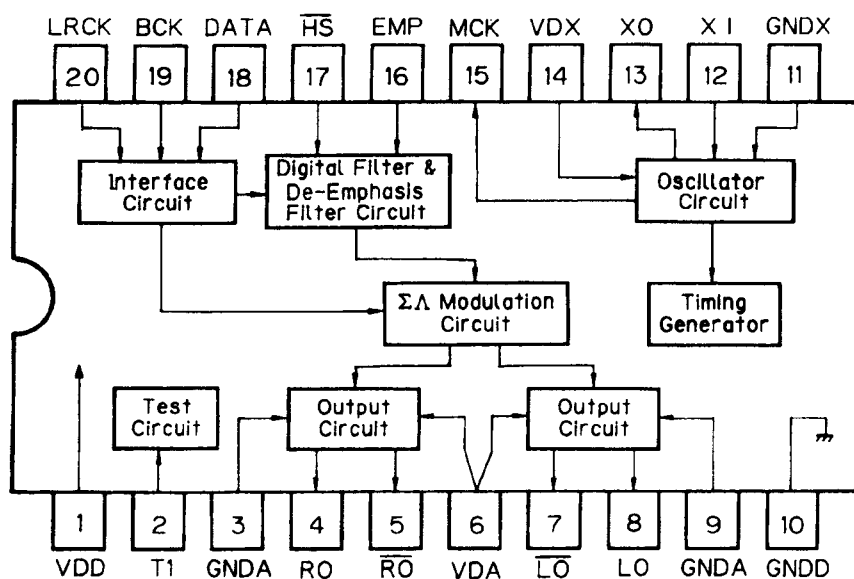 LRCK BCK DATA H̅S̅ EMP MCK VDX XO XI GNDX
20 19 18 17 16 15 14 13 12 11
Interface
Circuit
Digital Filter &
De-Emphasis
Filter Circuit
Oscillator
Circuit
ΣΛ Modulation
Circuit
Timing
Generator
Test
Circuit
Output
Circuit
Output
Circuit
1 2 3 4 5 6 7 8 9 10
VDD T1 GNDA RO R̅O̅ VDA L̅O̅ LO GNDA GNDD